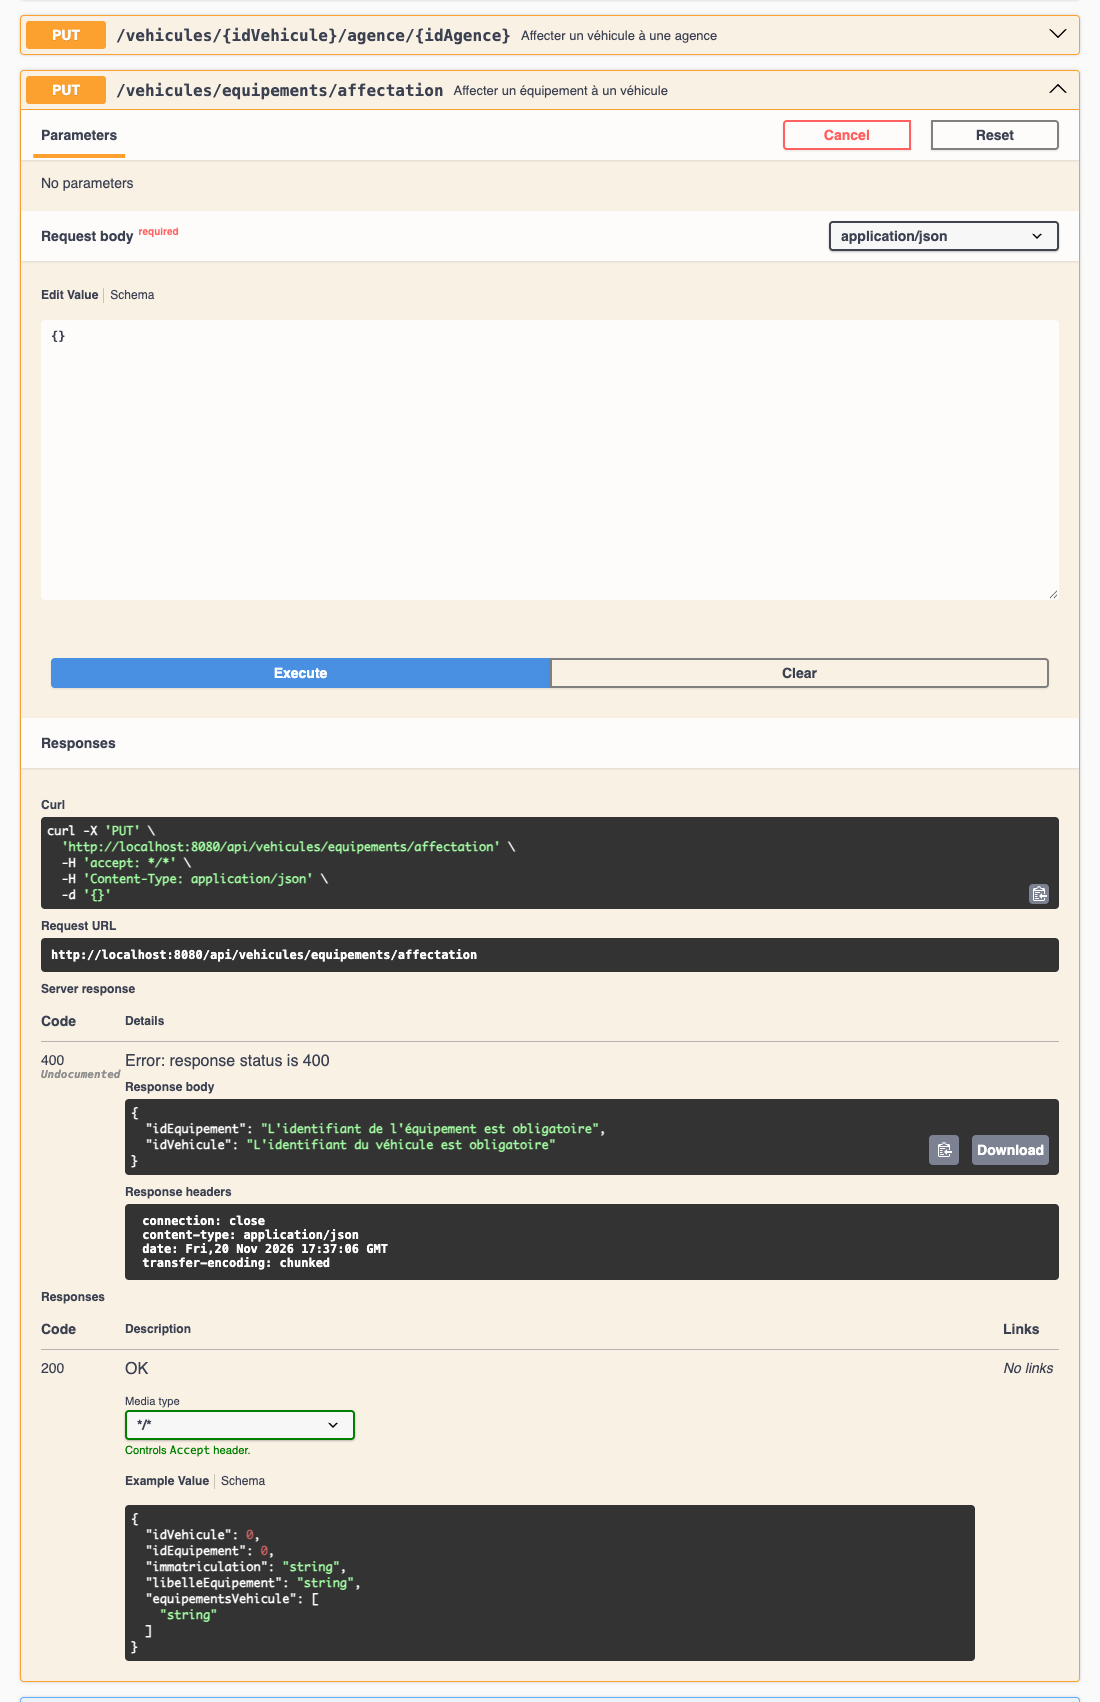 PUT /vehicules/{idVehicule}/agence/{idAgence} Affecter un véhicule à une agence
PUT /vehicules/equipements/affectation Affecter un équipement à un véhicule
Parameters Cancel Reset
No parameters
Request body required application/json
Edit Value Schema
{}
Execute Clear
Responses
Curl
curl -X 'PUT' \
'http://localhost:8080/api/vehicules/equipements/affectation' \
-H 'accept: */*' \
-H 'Content-Type: application/json' \
-d '{}'
Request URL
http://localhost:8080/api/vehicules/equipements/affectation
Server response
Code Details
400 Error: response status is 400
Undocumented
Response body
{
"idEquipement": "L'identifiant de l'équipement est obligatoire",
"idVehicule": "L'identifiant du véhicule est obligatoire"
}
Download
Response headers
connection: close
content-type: application/json
date: Fri,20 Nov 2026 17:37:06 GMT
transfer-encoding: chunked
Responses
Code Description Links
200 OK No links
Media type
*/*
Controls Accept header.
Example Value Schema
{
"idVehicule": 0,
"idEquipement": 0,
"immatriculation": "string",
"libelleEquipement": "string",
"equipementsVehicule": [
"string"
]
}